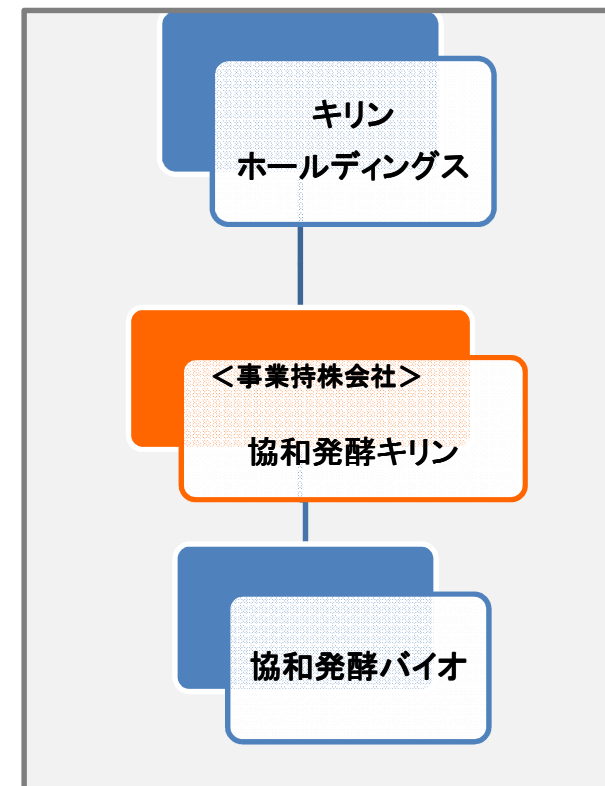 キリン
ホールディングス
＜事業持株会社＞
協和発酵キリン
協和発酵バイオ